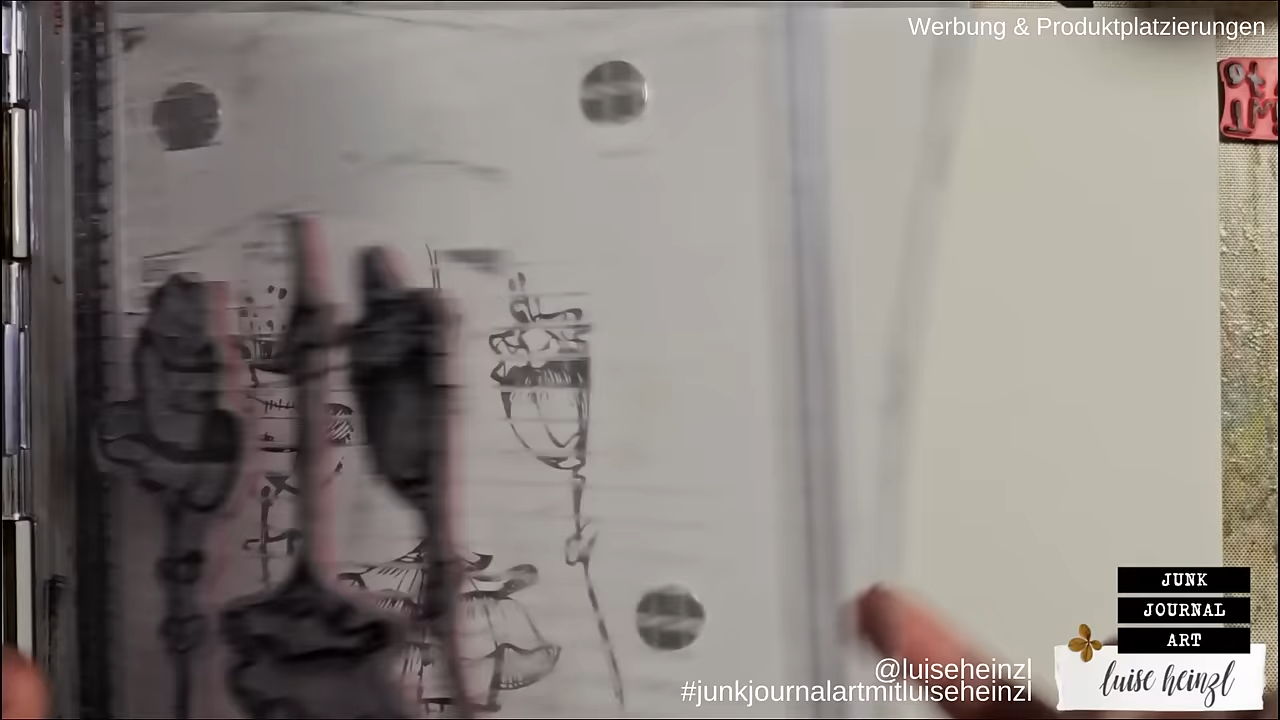 Werbung & Produktplatzierungen
JUNK
JOURNAL
ART
luise heinzl
@luiseheinzl
#junkjournalartmitluiseheinzl